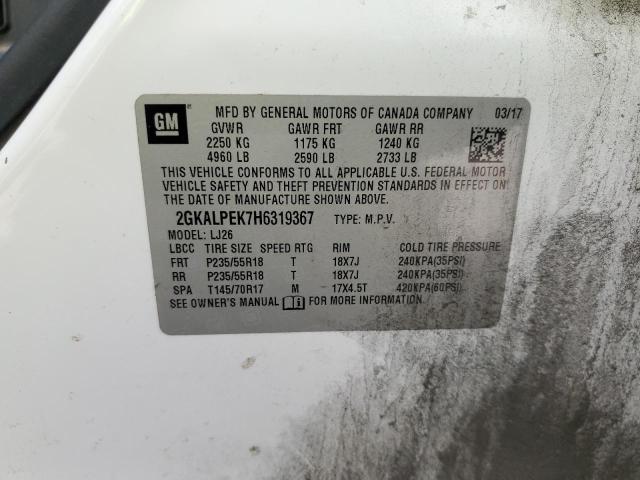 GM
MFD BY GENERAL MOTORS OF CANADA COMPANY 03/17
GVWR GAWR FRT GAWR RR
2250 KG 1175 KG 1240 KG
4960 LB 2590 LB 2733 LB
THIS VEHICLE CONFORMS TO ALL APPLICABLE U.S. FEDERAL MOTOR
VEHICLE SAFETY AND THEFT PREVENTION STANDARDS IN EFFECT ON
THE DATE OF MANUFACTURE SHOWN ABOVE.
2GKALPEK7H6319367 TYPE: M.P.V.
MODEL: LJ26
LBCC TIRE SIZE SPEED RTG RIM COLD TIRE PRESSURE
FRT P235/55R18 T 18X7J 240KPA(35PSI)
RR P235/55R18 T 18X7J 240KPA(35PSI)
SPA T145/70R17 M 17X4.5T 420KPA(60PSI)
SEE OWNER'S MANUAL i FOR MORE INFORMATION.